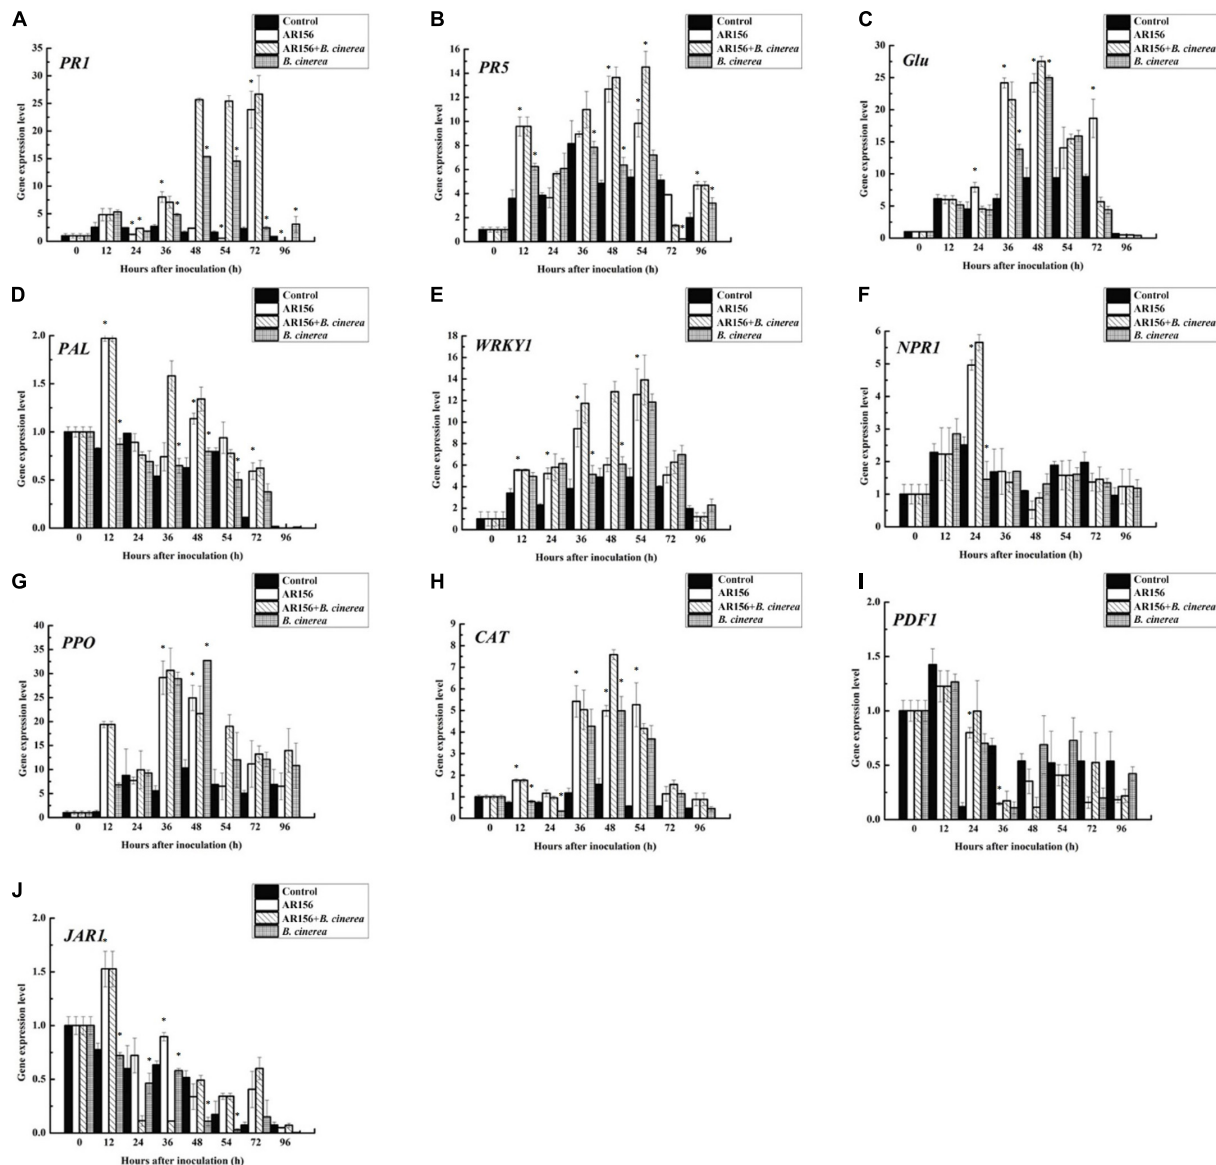 A
Control
AR156
AR156+B. cinerea
B. cinerea
PR1
Gene expression level
35
30
25
20
15
10
5
0
0 12 24 36 48 54 72 96
Hours after inoculation (h)
B
Control
AR156
AR156+B. cinerea
B. cinerea
PR5
Gene expression level
16
14
12
10
8
6
4
2
0
0 12 24 36 48 54 72 96
Hours after inoculation (h)
C
Control
AR156
AR156+B. cinerea
B. cinerea
Glu
Gene expression level
30
25
20
15
10
5
0
0 12 24 36 48 54 72 96
Hours after inoculation (h)
D
Control
AR156
AR156+B. cinerea
B. cinerea
PAL
Gene expression level
2.0
1.5
1.0
0.5
0.0
0 12 24 36 48 54 72 96
Hours after inoculation (h)
E
Control
AR156
AR156+B. cinerea
B. cinerea
WRKY1
Gene expression level
18
16
14
12
10
8
6
4
2
0
0 12 24 36 48 54 72 96
Hours after inoculation (h)
F
Control
AR156
AR156+B. cinerea
B. cinerea
NPR1
Gene expression level
6
5
4
3
2
1
0
0 12 24 36 48 54 72 96
Hours after inoculation (h)
G
Control
AR156
AR156+B. cinerea
B. cinerea
PPO
Gene expression level
40
35
30
25
20
15
10
5
0
0 12 24 36 48 54 72 96
Hours after inoculation (h)
H
Control
AR156
AR156+B. cinerea
B. cinerea
CAT
Gene expression level
9
8
7
6
5
4
3
2
1
0
0 12 24 36 48 54 72 96
Hours after inoculation (h)
I
Control
AR156
AR156+B. cinerea
B. cinerea
PDF1
Gene expression level
2.0
1.5
1.0
0.5
0.0
0 12 24 36 48 54 72 96
Hours after inoculation (h)
J
Control
AR156
AR156+B. cinerea
B. cinerea
JAR1
Gene expression level
2.0
1.5
1.0
0.5
0.0
0 12 24 36 48 54 72 96
Hours after inoculation (h)